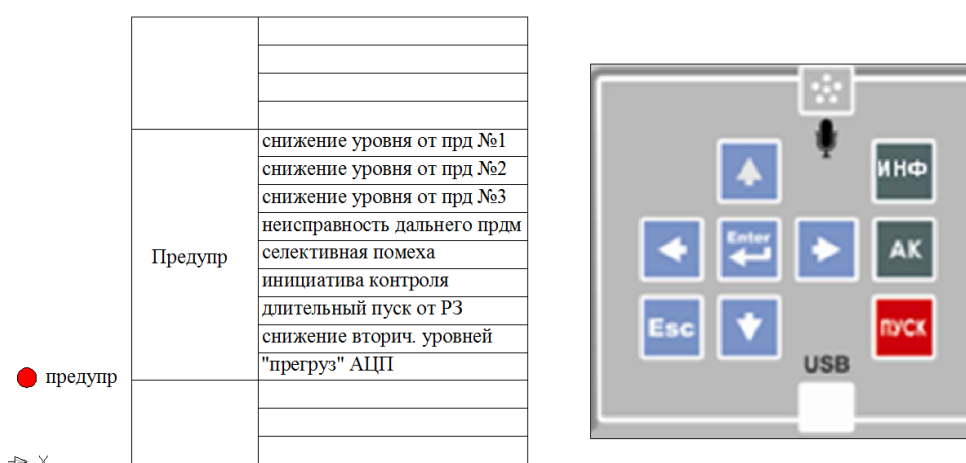 снижение уровня от прд №1
снижение уровня от прд №2
снижение уровня от прд №3
неисправность дальнего прдм
Предупр
селективная помеха
инициатива контроля
длительный пуск от РЗ
снижение вторич. уровней
"прегруз" АЦП
предупр
ИНФ
Enter
АК
Esc
ПУСК
USB